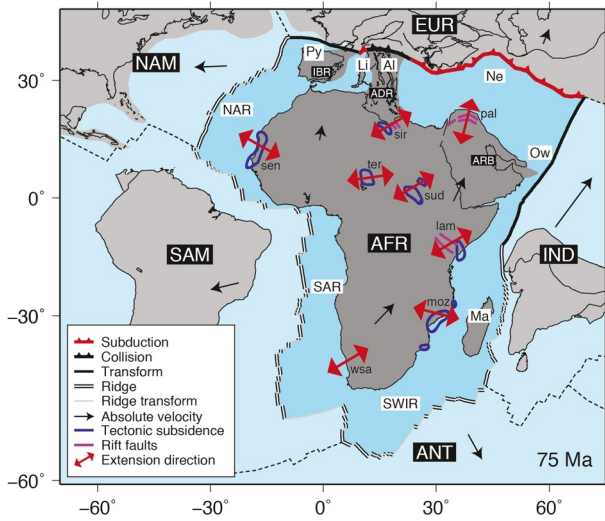 EUR
NAM
Py
Li
Al
IBR
ADR
Ne
30°
NAR
sir
pal
sen
ter
ARB
Ow
0°
sud
lam
SAM
AFR
IND
SAR
moz
Ma
−30°
wsa
SWIR
Subduction
Collision
Transform
Ridge
Ridge transform
Absolute velocity
Tectonic subsidence
Rift faults
Extension direction
ANT
75 Ma
−60°
−60° −30° 0° 30° 60°